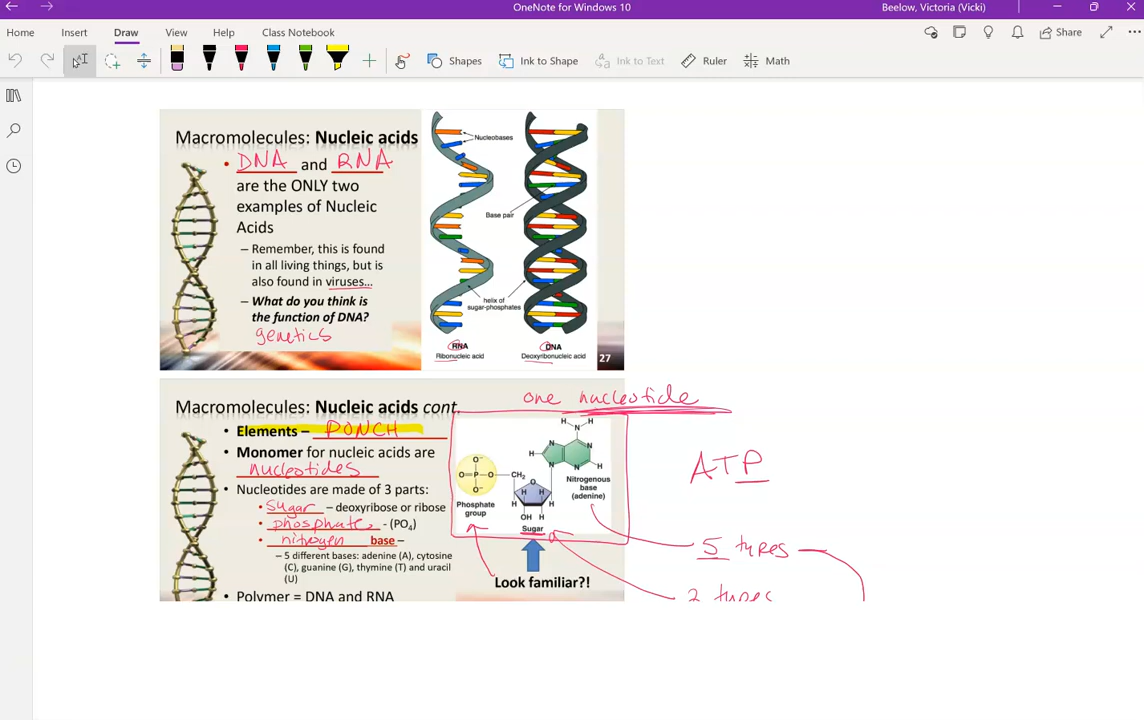 OneNote for Windows 10
Beelow, Victoria (Vicki)
Home Insert Draw View Help Class Notebook
Share
Shapes Ink to Shape Ink to Text Ruler Math
Macromolecules: Nucleic acids
• DNA and RNA
are the ONLY two
examples of Nucleic
Acids
– Remember, this is found
in all living things, but is
also found in viruses...
– What do you think is
the function of DNA?
genetics
Nucleobases
Base pair
helix of
sugar-phosphates
RNA
Ribonucleic acid
DNA
Deoxyribonucleic acid
27
Macromolecules: Nucleic acids cont.
• Elements – PONCH
• Monomer for nucleic acids are
nucleotides
• Nucleotides are made of 3 parts:
• Sugar – deoxyribose or ribose
• phosphate - (PO4)
• nitrogen base –
– 5 different bases: adenine (A), cytosine
(C), guanine (G), thymine (T) and uracil
(U)
• Polymer = DNA and RNA
one nucleotide
H N H
N N H
H N N
O⁻
O P O CH₂ O
O⁻
H H H H
OH H
Phosphate
group
Sugar
Nitrogenous
base
(adenine)
Look familiar?!
ATP
5 types
2 types